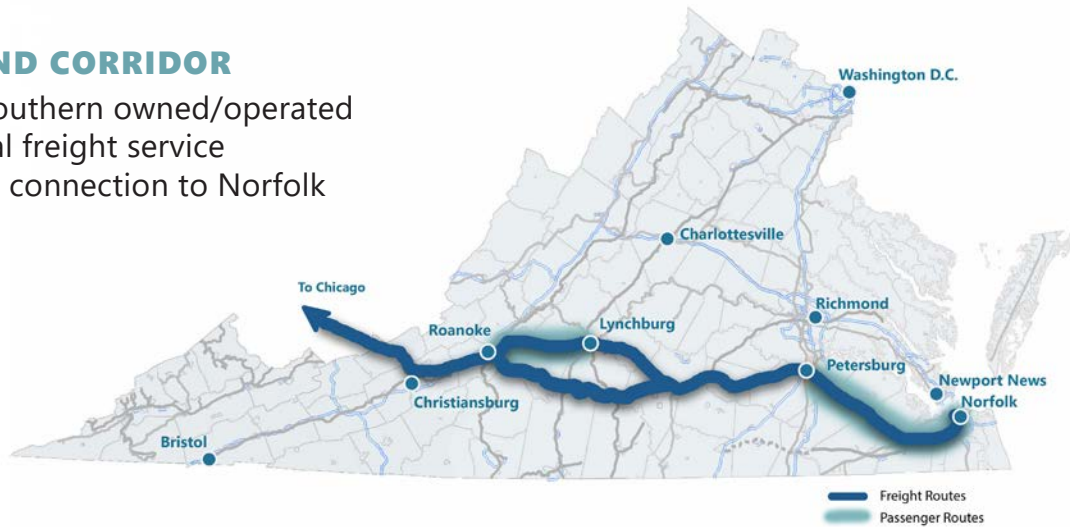 ND CORRIDOR
outhern owned/operated
al freight service
connection to Norfolk
Washington D.C.
Charlottesville
To Chicago
Richmond
Roanoke
Lynchburg
Petersburg
Newport News
Christiansburg
Norfolk
Bristol
Freight Routes
Passenger Routes